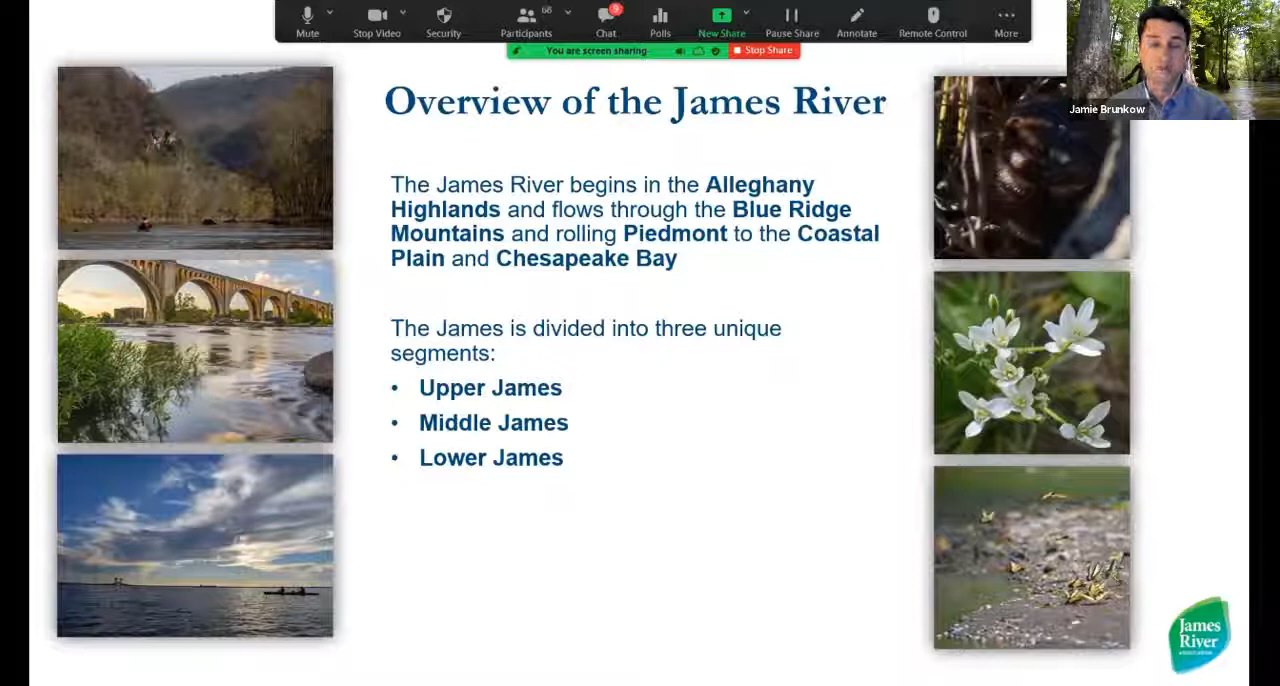 68
9
Mute
Stop Video
Security
Participants
Chat
Polls
New Share
Pause Share
Annotate
Remote Control
More
You are screen sharing
Stop Share
Jamie Brunkow
Overview of the James River
The James River begins in the Alleghany
Highlands and flows through the Blue Ridge
Mountains and rolling Piedmont to the Coastal
Plain and Chesapeake Bay
The James is divided into three unique
segments:
• Upper James
• Middle James
• Lower James
James
River